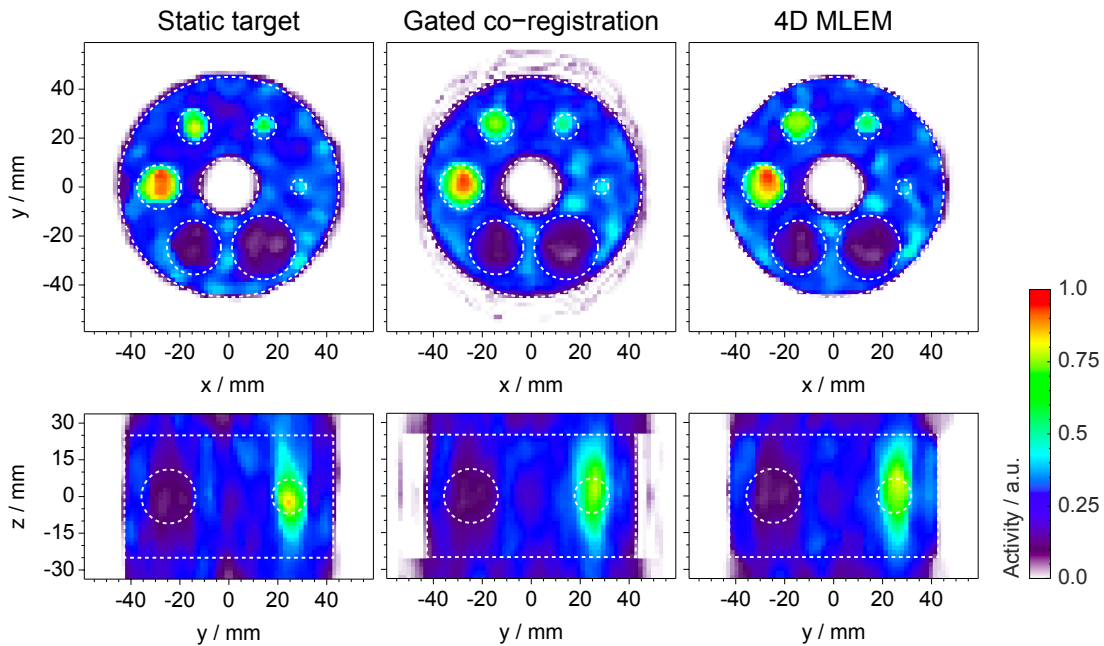 Static target
Gated co−registration
4D MLEM
y / mm
40
20
0
-20
-40
-40 -20 0 20 40
-40 -20 0 20 40
-40 -20 0 20 40
x / mm
x / mm
x / mm
z / mm
30
15
0
-15
-30
-40 -20 0 20 40
-40 -20 0 20 40
-40 -20 0 20 40
y / mm
y / mm
y / mm
Activity / a.u.
1.0
0.75
0.5
0.25
0.0